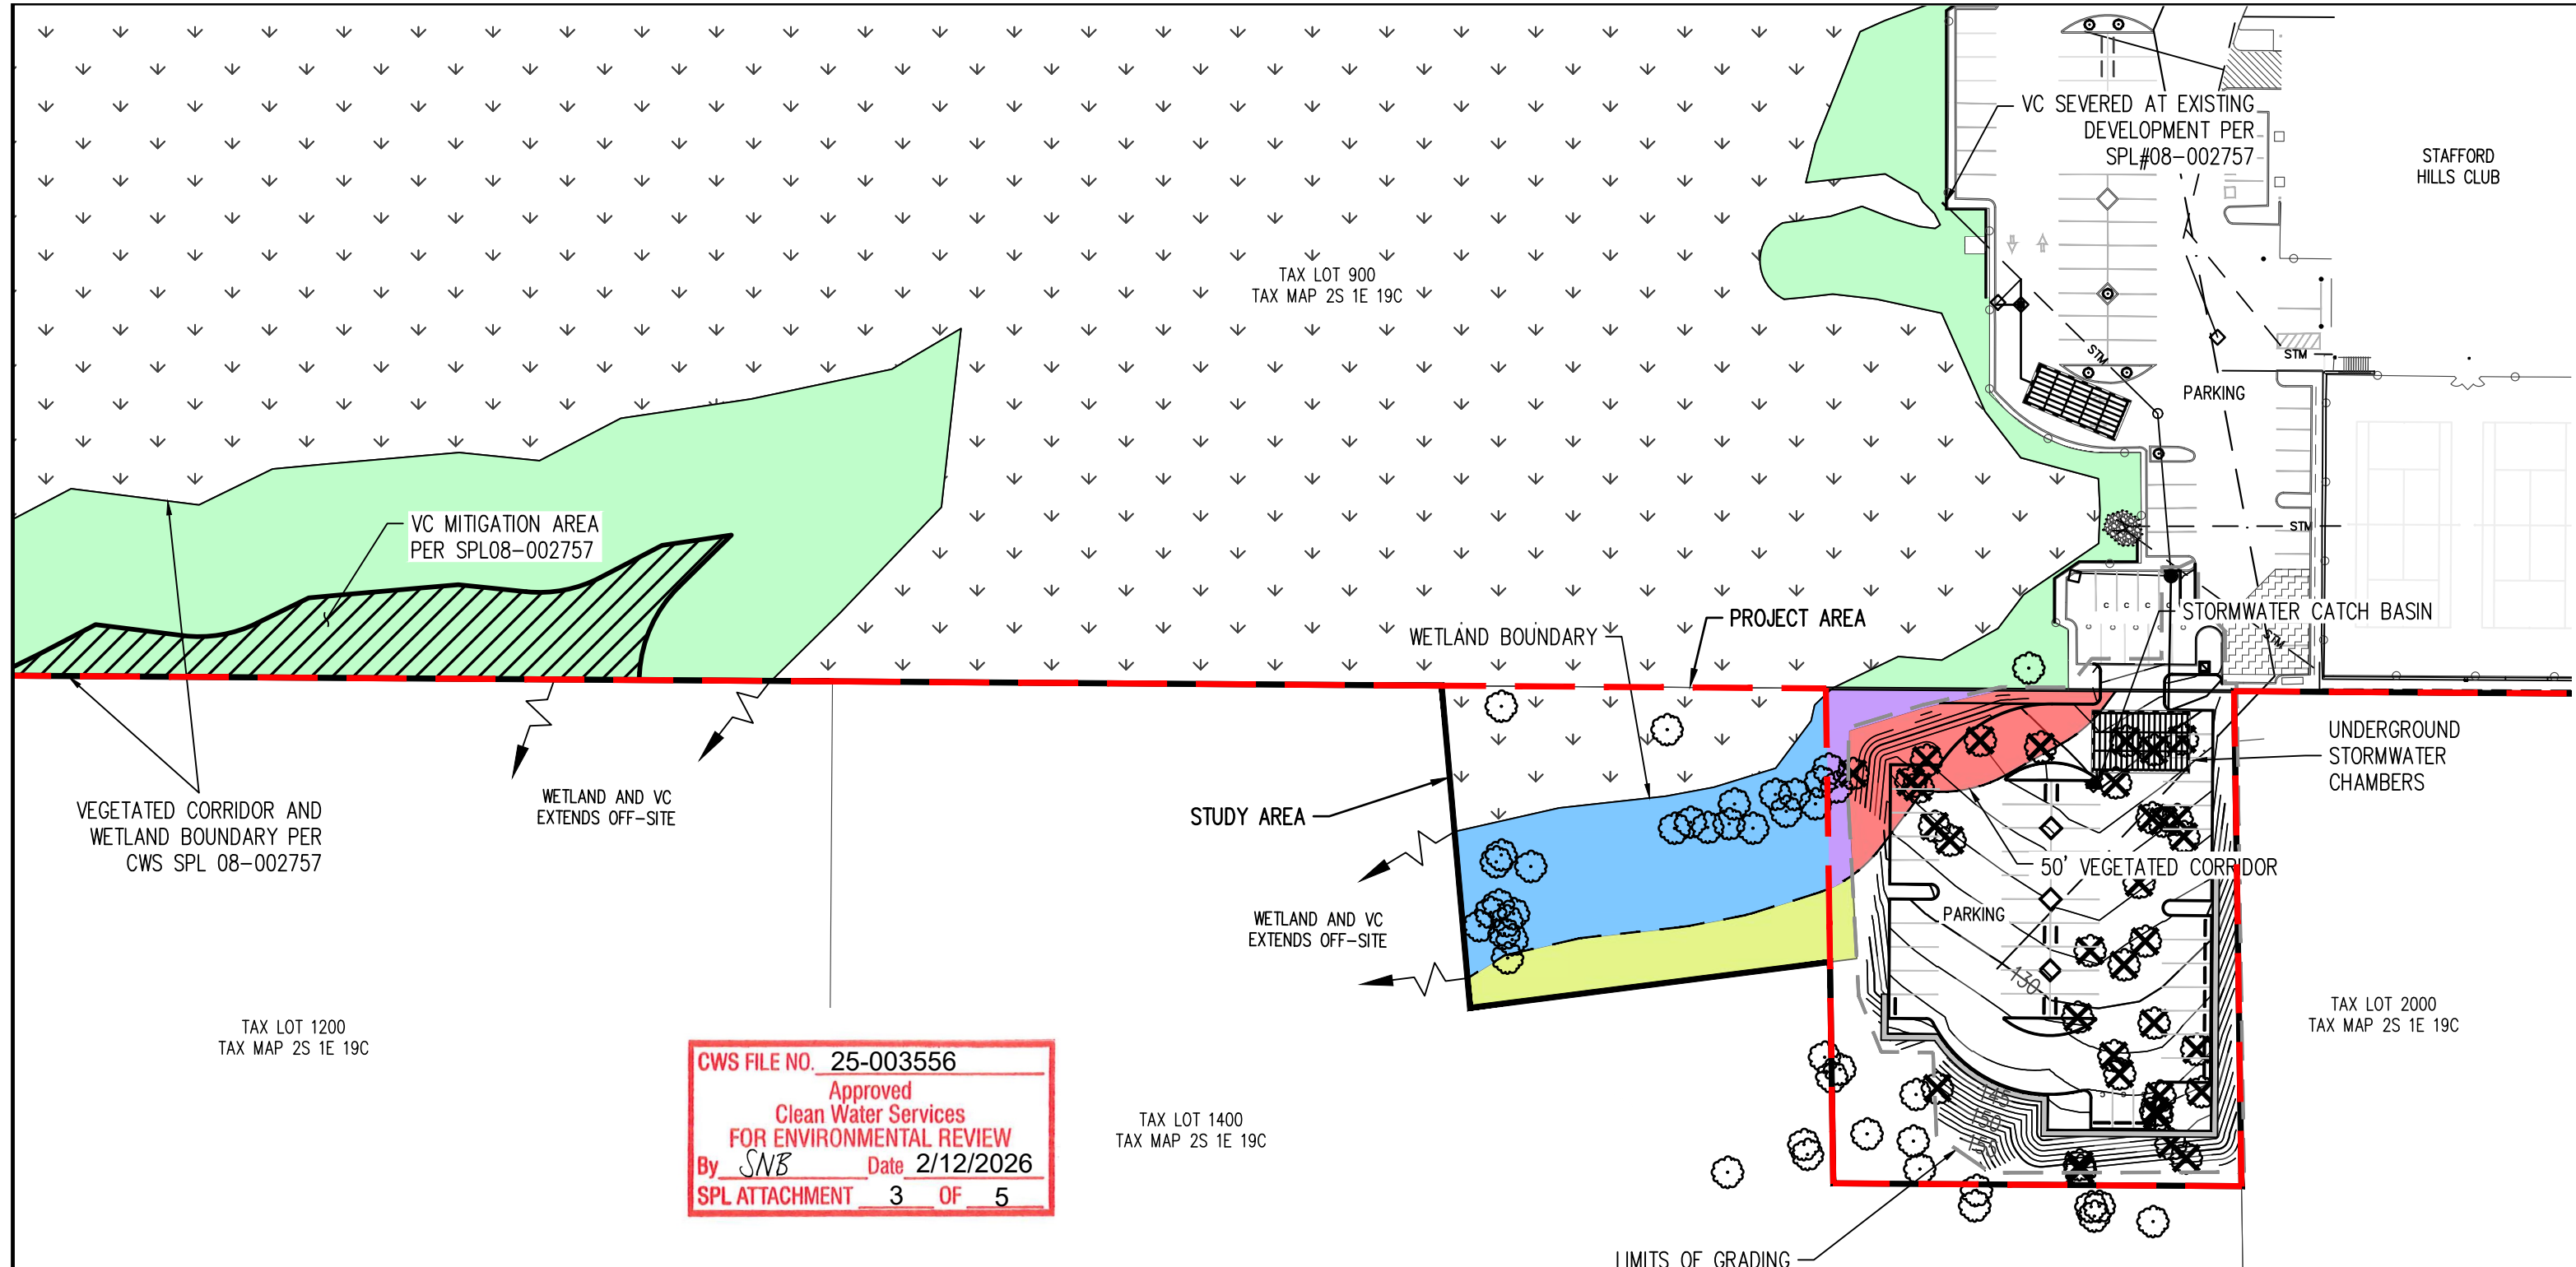 VC SEVERED AT EXISTING
DEVELOPMENT PER
SPL#08-002757
STAFFORD
HILLS CLUB
TAX LOT 900
TAX MAP 2S 1E 19C
STM
STM
PARKING
VC MITIGATION AREA
PER SPL08-002757
STM
STORMWATER CATCH BASIN
PROJECT AREA
WETLAND BOUNDARY
STM
UNDERGROUND
STORMWATER
CHAMBERS
VEGETATED CORRIDOR AND
WETLAND BOUNDARY PER
CWS SPL 08-002757
WETLAND AND VC
EXTENDS OFF-SITE
STUDY AREA
50' VEGETATED CORRIDOR
WETLAND AND VC
EXTENDS OFF-SITE
PARKING
130
TAX LOT 1200
TAX MAP 2S 1E 19C
TAX LOT 2000
TAX MAP 2S 1E 19C
CWS FILE NO. 25-003556
Approved
Clean Water Services
FOR ENVIRONMENTAL REVIEW
By SNB Date 2/12/2026
SPL ATTACHMENT 3 OF 5
TAX LOT 1400
TAX MAP 2S 1E 19C
145
150
155
LIMITS OF GRADING